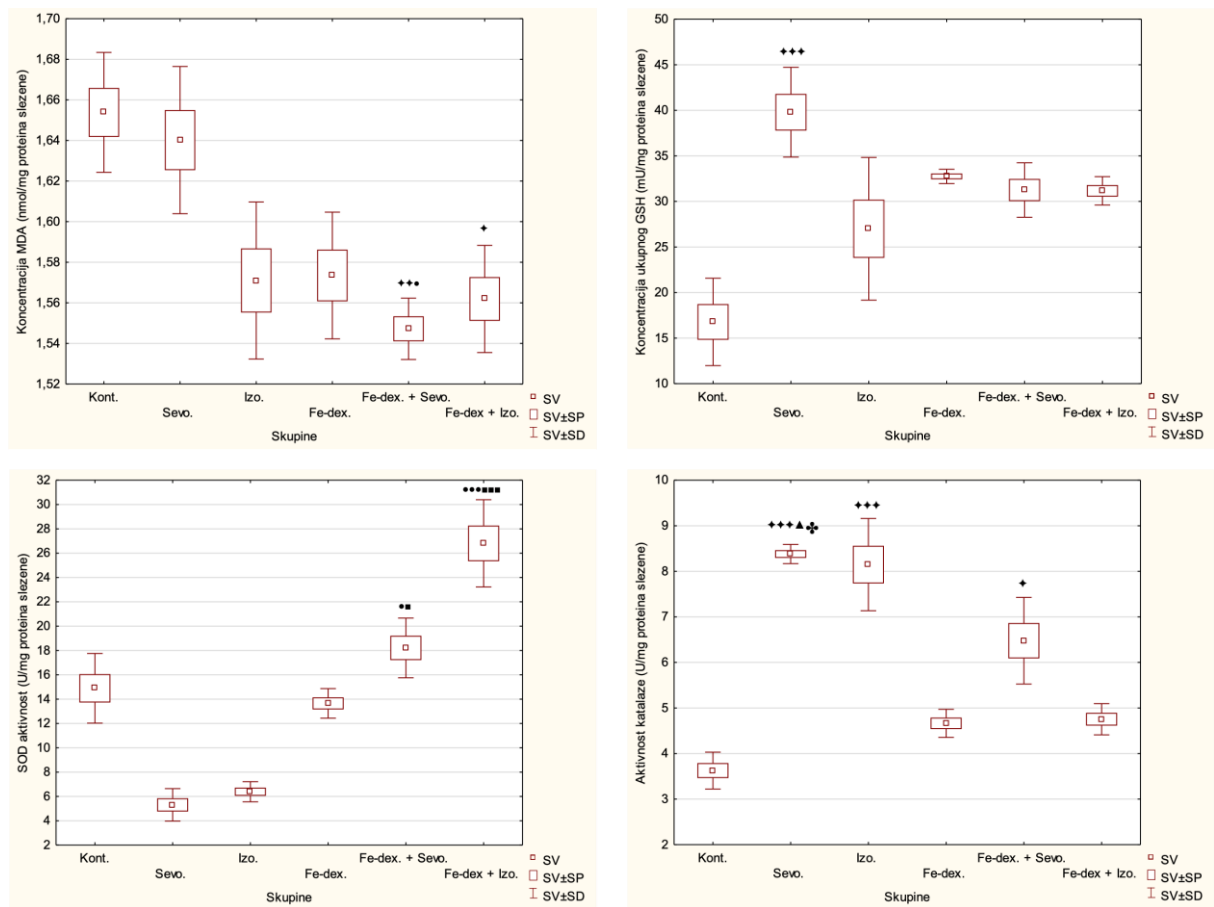 Koncentracija MDA (nmol/mg proteina slezene)
1,70
1,68
1,66
1,64
1,62
1,60
1,58
1,56
1,54
1,52
✦✦●
✦
Kont.
Sevo.
Izo.
Fe-dex.
Fe-dex. + Sevo.
Fe-dex + Izo.
Skupine
SV
SV±SP
SV±SD
Koncentracija ukupnog GSH (mU/mg proteina slezene)
50
45
40
35
30
25
20
15
10
✦✦✦
Kont.
Sevo.
Izo.
Fe-dex.
Fe-dex. + Sevo.
Fe-dex + Izo.
Skupine
SV
SV±SP
SV±SD
SOD aktivnost (U/mg proteina slezene)
32
30
28
26
24
22
20
18
16
14
12
10
8
6
4
2
●■
●●●■■■
Kont.
Sevo.
Izo.
Fe-dex.
Fe-dex. + Sevo.
Fe-dex + Izo.
Skupine
SV
SV±SP
SV±SD
Aktivnost katalaze (U/mg proteina slezene)
10
9
8
7
6
5
4
3
2
✦✦✦▲✤
✦✦✦
✦
Kont.
Sevo.
Izo.
Fe-dex.
Fe-dex. + Sevo.
Fe-dex + Izo.
Skupine
SV
SV±SP
SV±SD